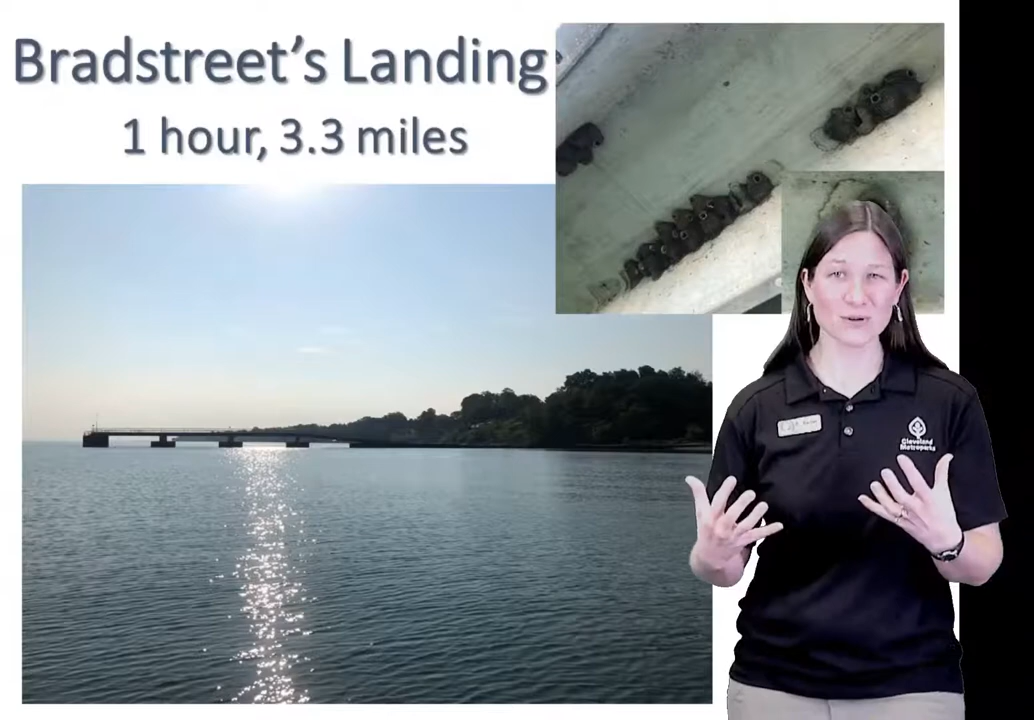 Bradstreet's Landing
1 hour, 3.3 miles
Cleveland
Metroparks